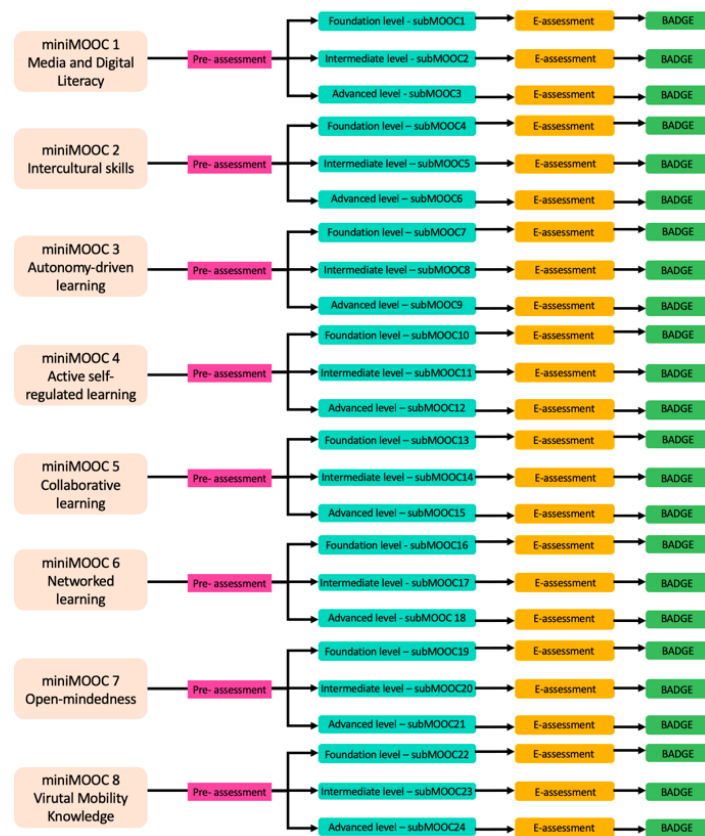 Foundation level - subMOOC1
E-assessment
BADGE
miniMOOC 1
Media and Digital
Literacy
Pre- assessment
Intermediate level - subMOOC2
E-assessment
BADGE
Advanced level - subMOOC3
E-assessment
BADGE
Foundation level – subMOOC4
E-assessment
BADGE
miniMOOC 2
Intercultural skills
Pre- assessment
Intermediate level – subMOOC5
E-assessment
BADGE
Advanced level – subMOOC6
E-assessment
BADGE
Foundation level – subMOOC7
E-assessment
BADGE
miniMOOC 3
Autonomy-driven
learning
Pre- assessment
Intermediate level – subMOOC8
E-assessment
BADGE
Advanced level – subMOOC9
E-assessment
BADGE
Foundation level – subMOOC10
E-assessment
BADGE
miniMOOC 4
Active self-
regulated learning
Pre- assessment
Intermediate level – subMOOC11
E-assessment
BADGE
Advanced level – subMOOC12
E-assessment
BADGE
Foundation level – subMOOC13
E-assessment
BADGE
miniMOOC 5
Collaborative
learning
Pre- assessment
Intermediate level – subMOOC14
E-assessment
BADGE
Advanced level – subMOOC15
E-assessment
BADGE
Foundation level – subMOOC16
E-assessment
BADGE
miniMOOC 6
Networked
learning
Pre- assessment
Intermediate level - subMOOC17
E-assessment
BADGE
Advanced level - subMOOC 18
E-assessment
BADGE
Foundation level – subMOOC19
E-assessment
BADGE
miniMOOC 7
Open-mindedness
Pre- assessment
Intermediate level – subMOOC20
E-assessment
BADGE
Advanced level – subMOOC21
E-assessment
BADGE
Foundation level – subMOOC22
E-assessment
BADGE
miniMOOC 8
Virutal Mobility
Knowledge
Pre- assessment
Intermediate level – subMOOC23
E-assessment
BADGE
Advanced level – subMOOC24
E-assessment
BADGE